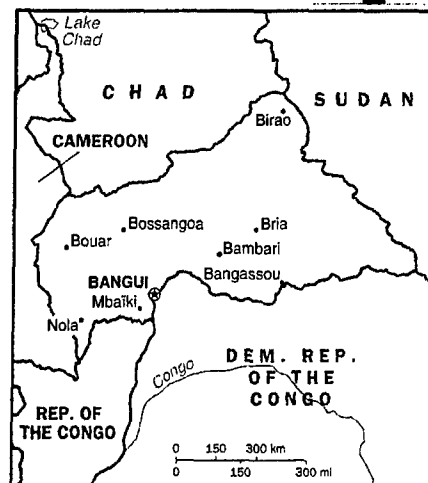 Lake
Chad
CHAD
SUDAN
Birao
CAMEROON
Bossangoa
Bria
Bouar
Bambari
BANGUI
Bangassou
Mbaïki
Nola
DEM. REP.
OF THE
CONGO
Congo
REP. OF
THE CONGO
0 150 300 km
0 150 300 mi